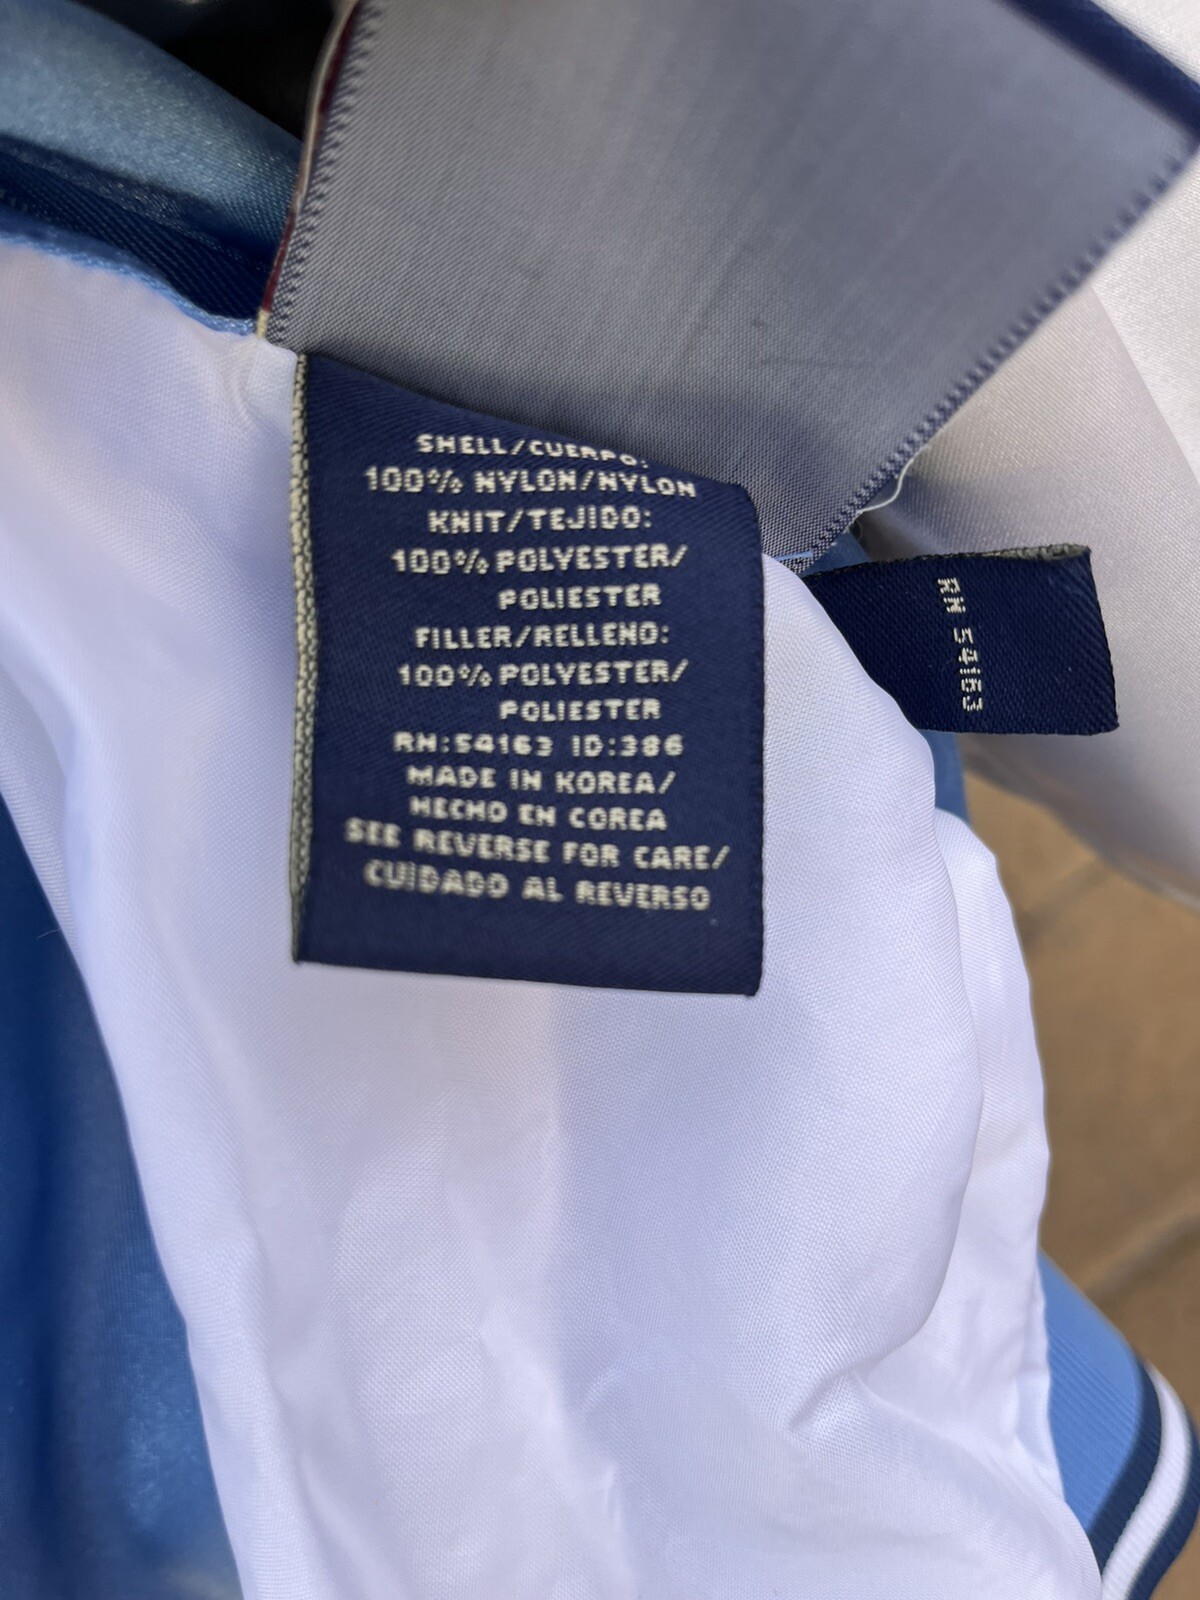 SHELL/CUERPO:
100% NYLON/NYLON
KNIT/TEJIDO:
100% POLYESTER/
POLIESTER
FILLER/RELLENO:
100% POLYESTER/
POLIESTER
RN:54163 ID:386
MADE IN KOREA/
HECHO EN COREA
SEE REVERSE FOR CARE/
CUIDADO AL REVERSO
RN 54163